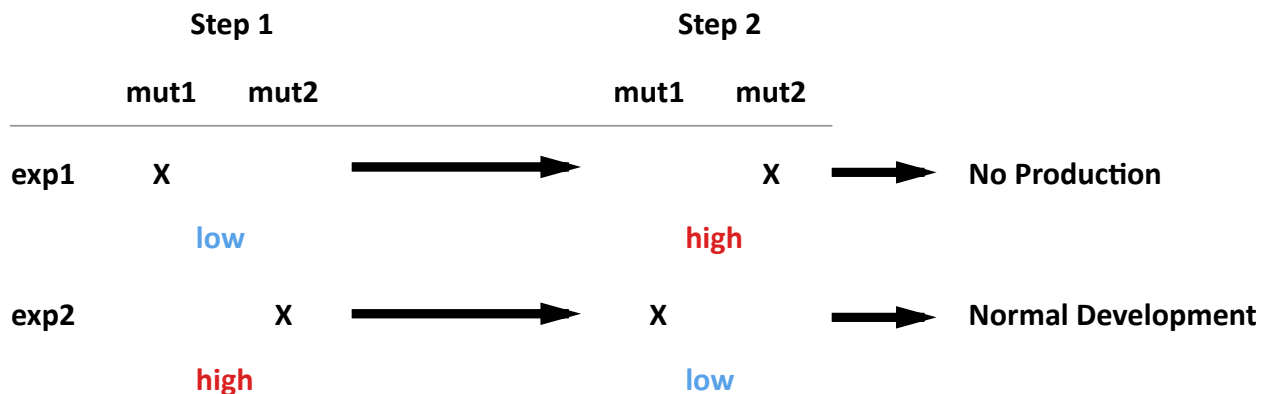 Step 1 Step 2
mut1 mut2 mut1 mut2
exp1 X X No Production
low high
exp2 X X Normal Development
high low